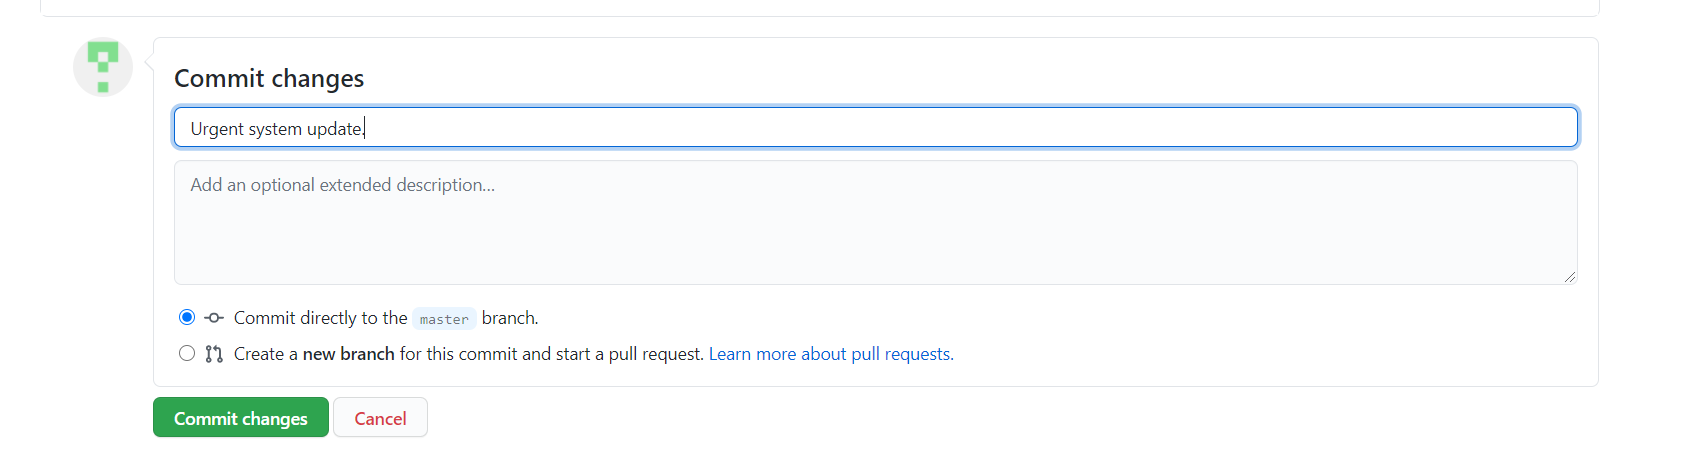 Commit changes
Urgent system update.
Add an optional extended description...
Commit directly to the master branch.
Create a new branch for this commit and start a pull request. Learn more about pull requests.
Commit changes Cancel